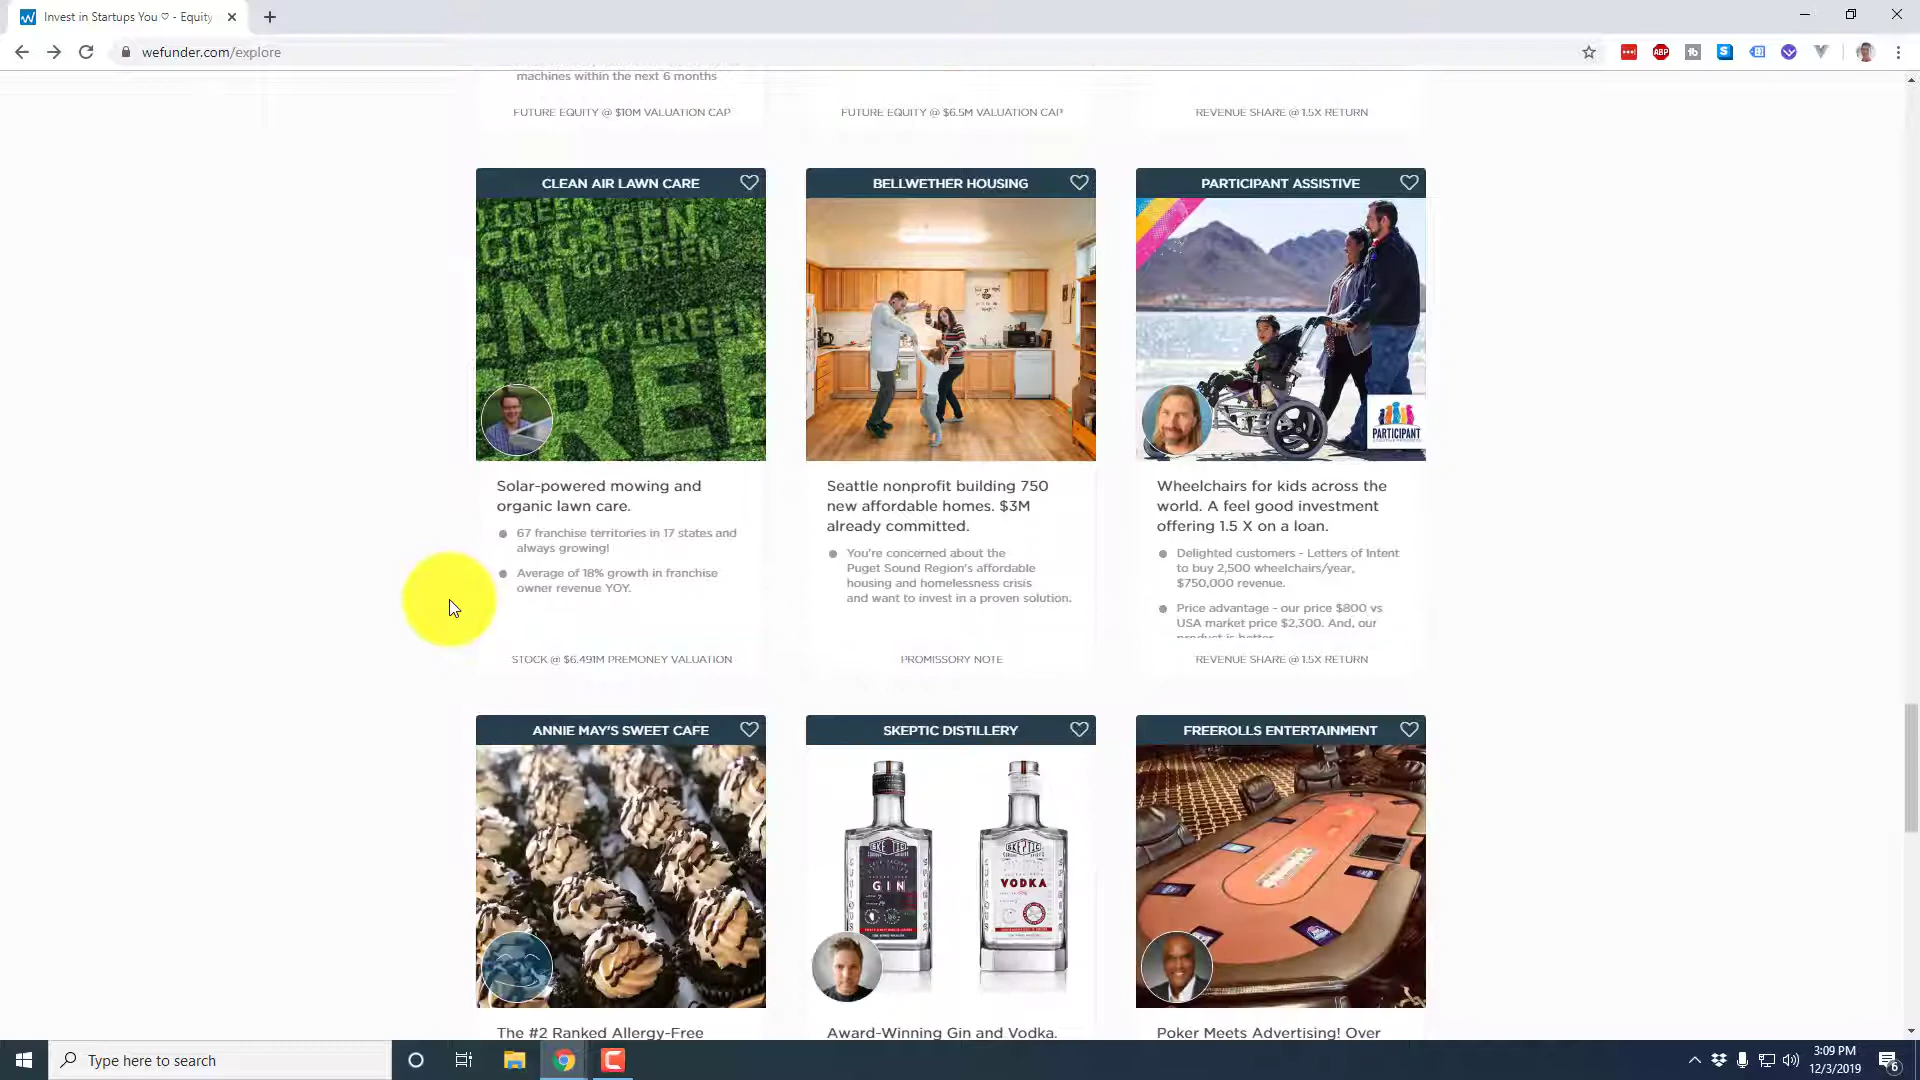 Invest in Startups You ♡ - Equity
wefunder.com/explore
machines within the next 6 months
FUTURE EQUITY @ $10M VALUATION CAP
FUTURE EQUITY @ $6.5M VALUATION CAP
REVENUE SHARE @ 1.5X RETURN
CLEAN AIR LAWN CARE
BELLWETHER HOUSING
PARTICIPANT ASSISTIVE
GO GREEN
GO GREEN
GO GREEN
PARTICIPANT
Solar-powered mowing and
organic lawn care.
67 franchise territories in 17 states and
always growing!
Average of 18% growth in franchise
owner revenue YOY.
STOCK @ $6.491M PREMONEY VALUATION
Seattle nonprofit building 750
new affordable homes. $3M
already committed.
You're concerned about the
Puget Sound Region's affordable
housing and homelessness crisis
and want to invest in a proven solution.
PROMISSORY NOTE
Wheelchairs for kids across the
world. A feel good investment
offering 1.5 X on a loan.
Delighted customers - Letters of Intent
to buy 2,500 wheelchairs/year,
$750,000 revenue.
Price advantage - our price $800 vs
USA market price $2,300. And, our
product is better
REVENUE SHARE @ 1.5X RETURN
ANNIE MAY'S SWEET CAFE
SKEPTIC DISTILLERY
FREEROLLS ENTERTAINMENT
SKEPTIC
GIN
SKEPTIC
VODKA
The #2 Ranked Allergy-Free
Award-Winning Gin and Vodka.
Poker Meets Advertising! Over
Type here to search
3:09 PM
12/3/2019
6